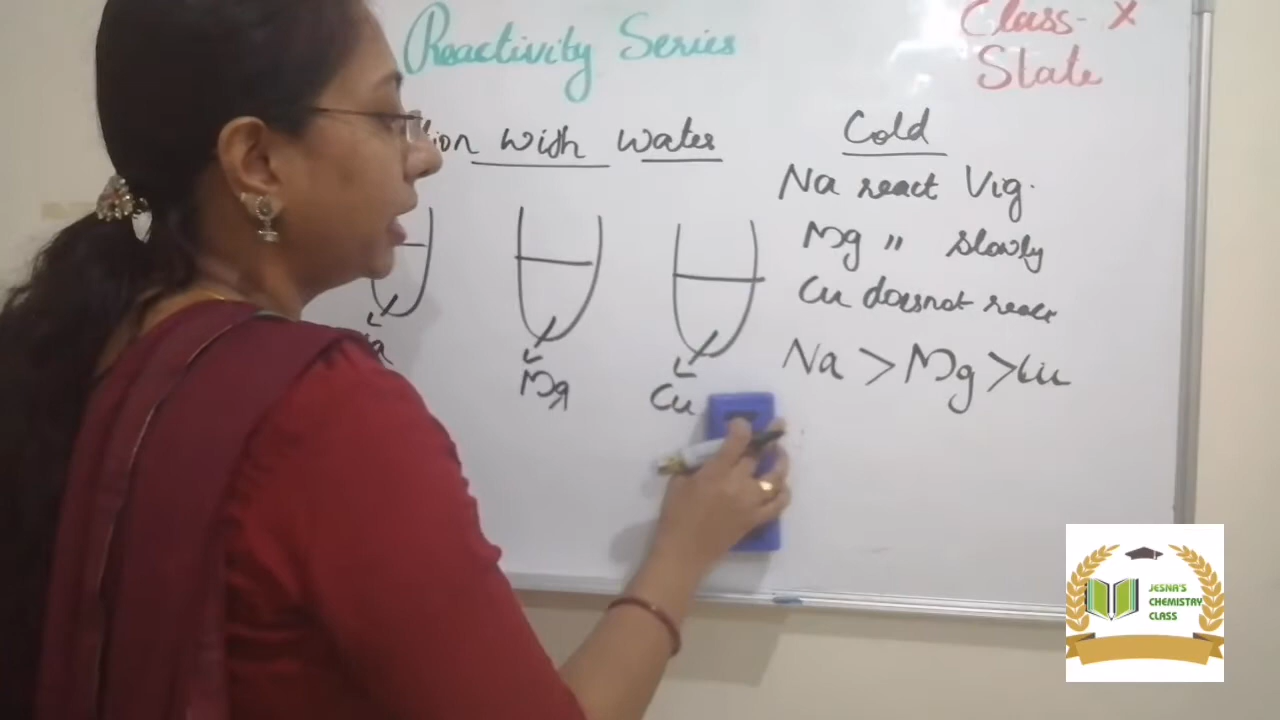 Reactivity Series
Class- X
State
tion with Water
Cold
Na react Vig.
Mg " slowly
Cu doesnot react
Na > Mg > Cu
Mg
Cu
JESNA'S
CHEMISTRY
CLASS